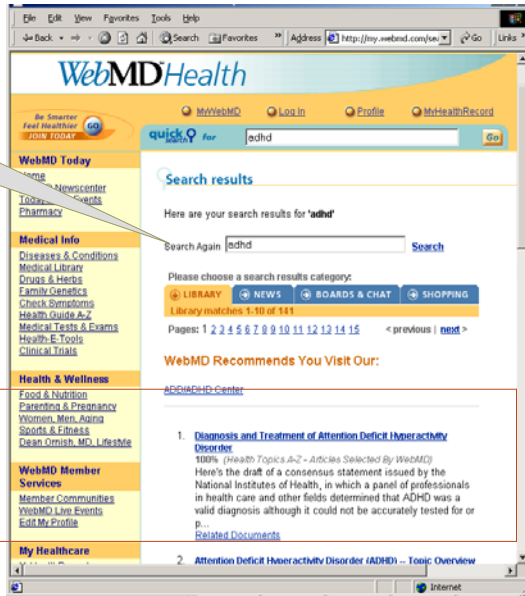 File Edit View Favorites Tools Help
Back Search Favorites Address http://my.webmd.com/sea Go Links
WebMD Health
Be Smarter
Feel Healthier GO
JOIN TODAY
MyWebMD Log In Profile MyHealthRecord
quick search for adhd Go
WebMD Today
Home
Newscenter
Events
Pharmacy
Medical Info
Diseases & Conditions
Medical Library
Drugs & Herbs
Family Genetics
Check Symptoms
Health Guide A-Z
Medical Tests & Exams
Health-E-Tools
Clinical Trials
Health & Wellness
Food & Nutrition
Parenting & Pregnancy
Women, Men, Aging
Sports & Fitness
Dean Ornish, MD, Lifestyle
WebMD Member
Services
Member Communities
WebMD Live Events
Edit My Profile
My Healthcare
Search results
Here are your search results for 'adhd'
Search Again adhd Search
Please choose a search results category:
LIBRARY NEWS BOARDS & CHAT SHOPPING
Library matches 1-10 of 141
Pages: 1 2 3 4 5 6 7 8 9 10 11 12 13 14 15 < previous | next >
WebMD Recommends You Visit Our:
ADD/ADHD Center
1. Diagnosis and Treatment of Attention Deficit Hyperactivity
Disorder
100% (Health Topics A-Z - Articles Selected By WebMD)
Here's the draft of a consensus statement issued by the
National Institutes of Health, in which a panel of professionals
in health care and other fields determined that ADHD was a
valid diagnosis although it could not be accurately tested for or
p...
Related Documents
2. Attention Deficit Hyperactivity Disorder (ADHD) -- Topic Overview
Internet